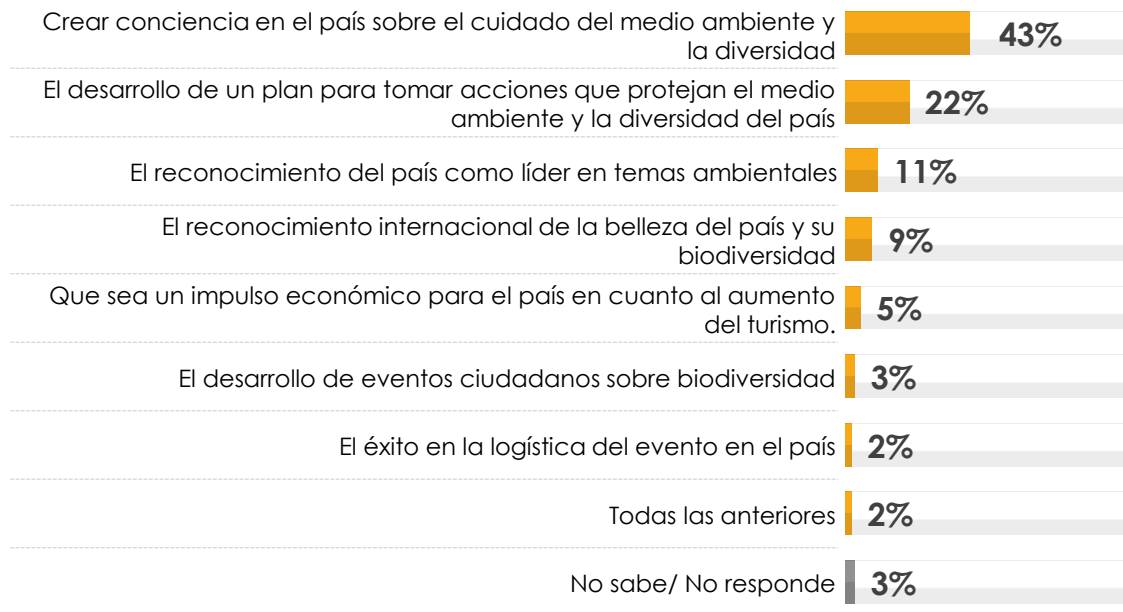 Crear conciencia en el país sobre el cuidado del medio ambiente y
la diversidad
43%
El desarrollo de un plan para tomar acciones que protejan el medio
ambiente y la diversidad del país
22%
El reconocimiento del país como líder en temas ambientales
11%
El reconocimiento internacional de la belleza del país y su
biodiversidad
9%
Que sea un impulso económico para el país en cuanto al aumento
del turismo.
5%
El desarrollo de eventos ciudadanos sobre biodiversidad
3%
El éxito en la logística del evento en el país
2%
Todas las anteriores
2%
No sabe/ No responde
3%